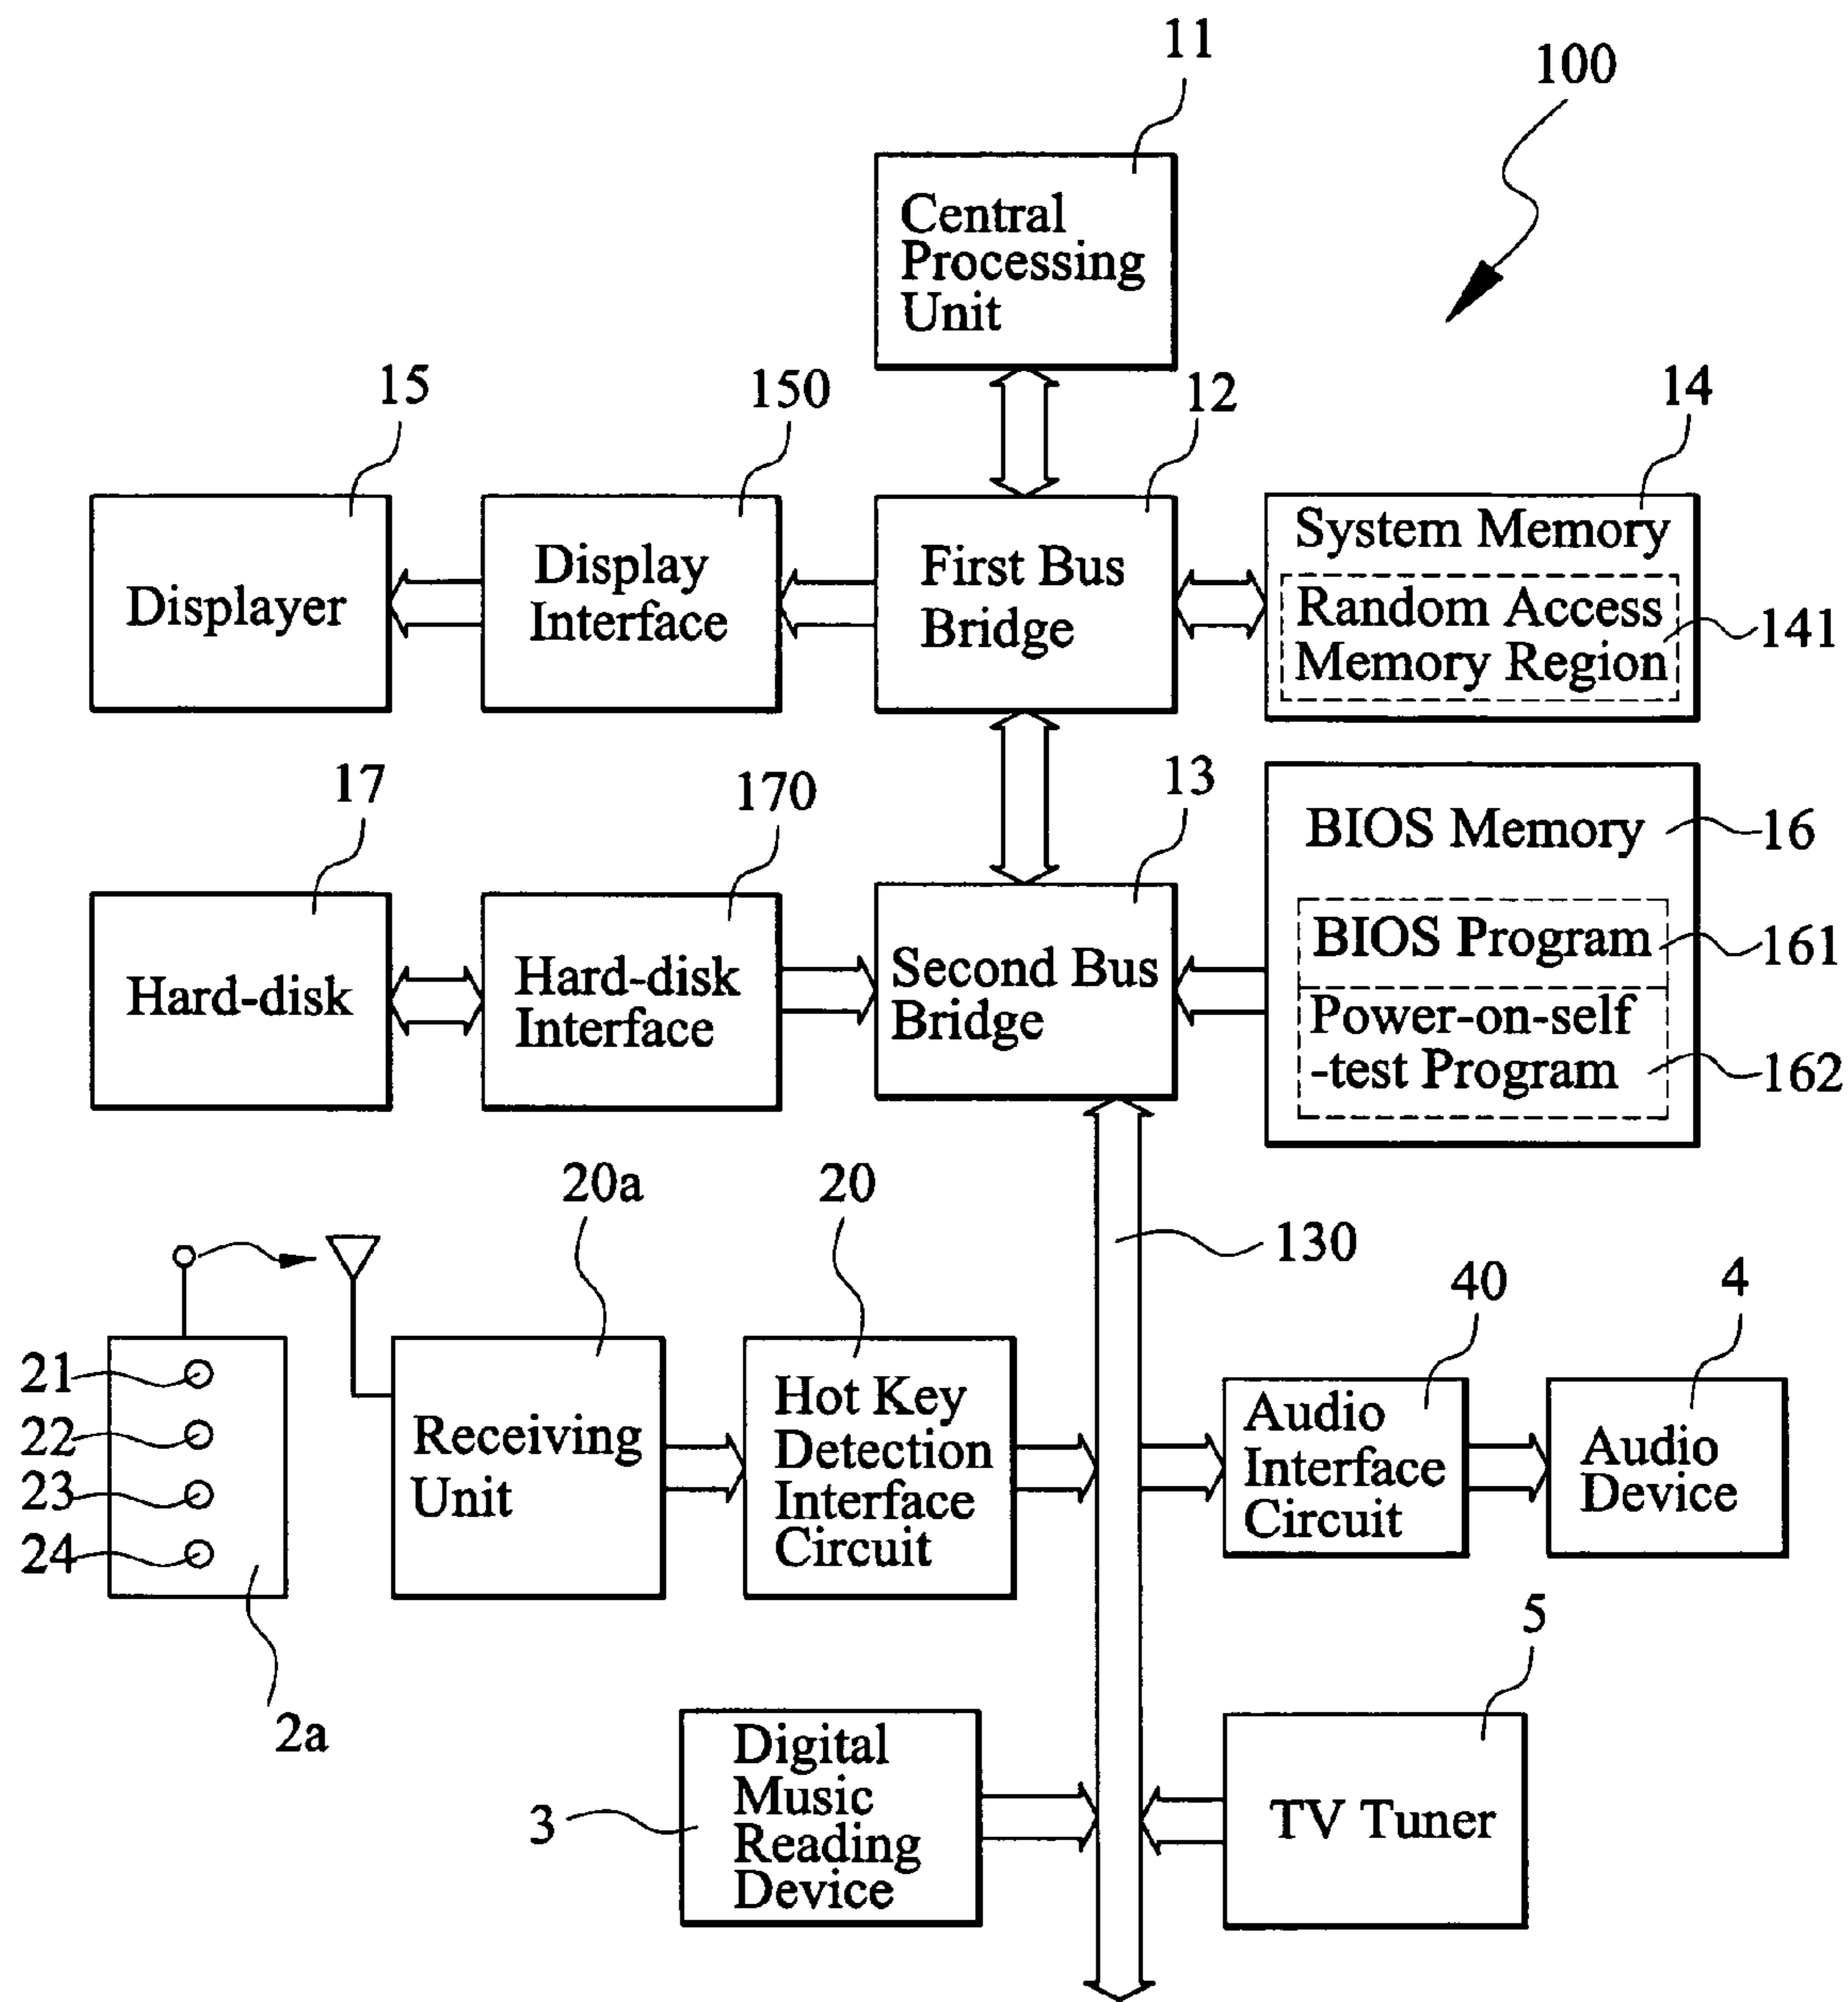 11
100
Central
Processing
Unit
15
150
12
14
Displayer
Display
Interface
First Bus
Bridge
System Memory
Random Access
Memory Region
141
17
170
13
BIOS Memory
16
Hard-disk
Hard-disk
Interface
Second Bus
Bridge
BIOS Program
161
Power-on-self
-test Program
162
20a
20
130
40
4
21
22
23
24
2a
Receiving
Unit
Hot Key
Detection
Interface
Circuit
Audio
Interface
Circuit
Audio
Device
5
3
Digital
Music
Reading
Device
TV Tuner